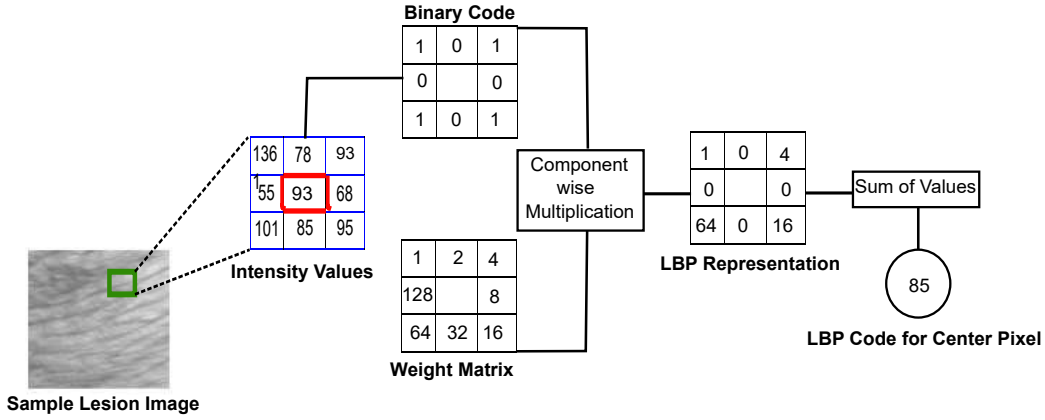 Binary Code
1 0 1
0 0
1 0 1
136 78 93
1
55 93 68
101 85 95
Intensity Values
1 2 4
128 8
64 32 16
Weight Matrix
Component
wise
Multiplication
1 0 4
0 0
64 0 16
LBP Representation
Sum of Values
85
LBP Code for Center Pixel
Sample Lesion Image